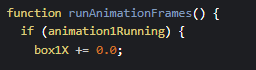 function runAnimationFrames() {
if (animation1Running) {
box1X += 0.0;